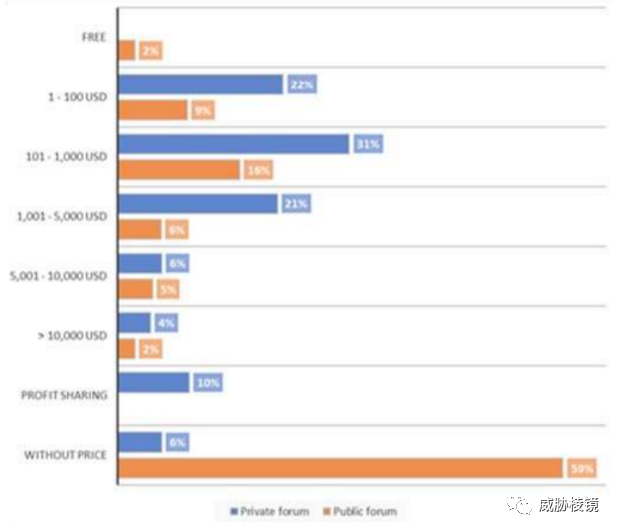 FREE
2%
22%
1 - 100 USD
9%
31%
101 - 1,000 USD
16%
21%
1,001 - 5,000 USD
6%
6%
5,001 - 10,000 USD
5%
4%
> 10,000 USD
2%
10%
PROFIT SHARING
6%
WITHOUT PRICE
59%
Private forum Public forum
威胁棱镜